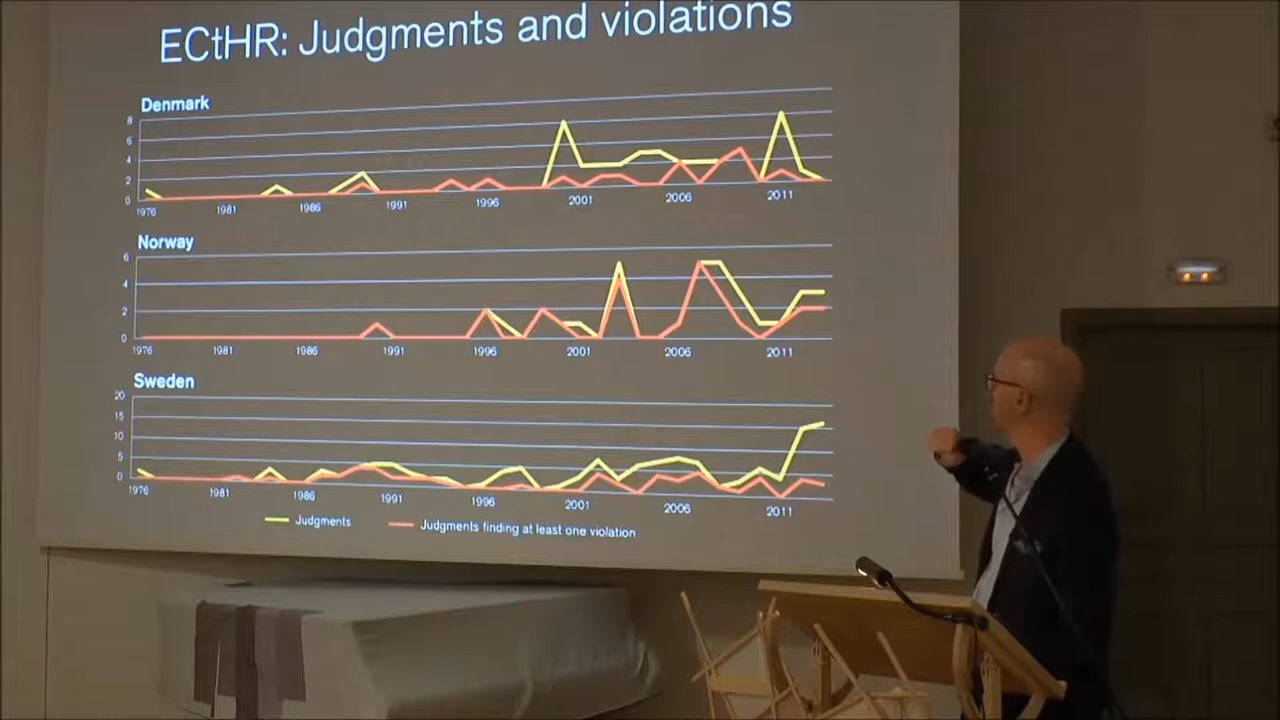 ECtHR: Judgments and violations
Denmark
8
6
4
2
0
1976 1981 1986 1991 1996 2001 2006 2011
Norway
6
4
2
0
1976 1981 1986 1991 1996 2001 2006 2011
Sweden
20
15
10
5
0
1976 1981 1986 1991 1996 2001 2006 2011
Judgments Judgments finding at least one violation